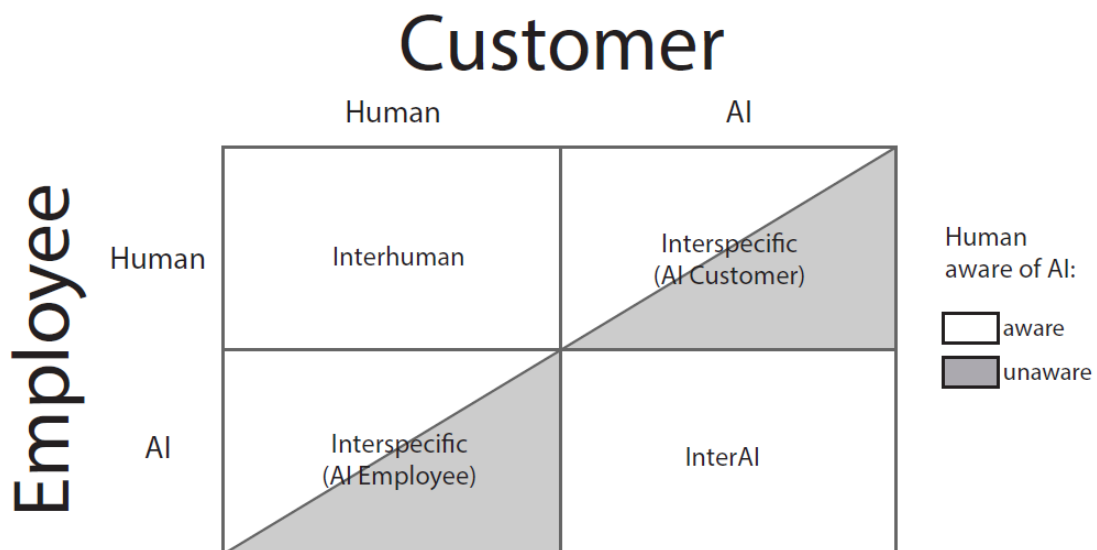 Customer
Human AI
Employee
Human
Interhuman
Interspecific
(AI Customer)
Human
aware of AI:
aware
unaware
AI
Interspecific
(AI Employee)
InterAI